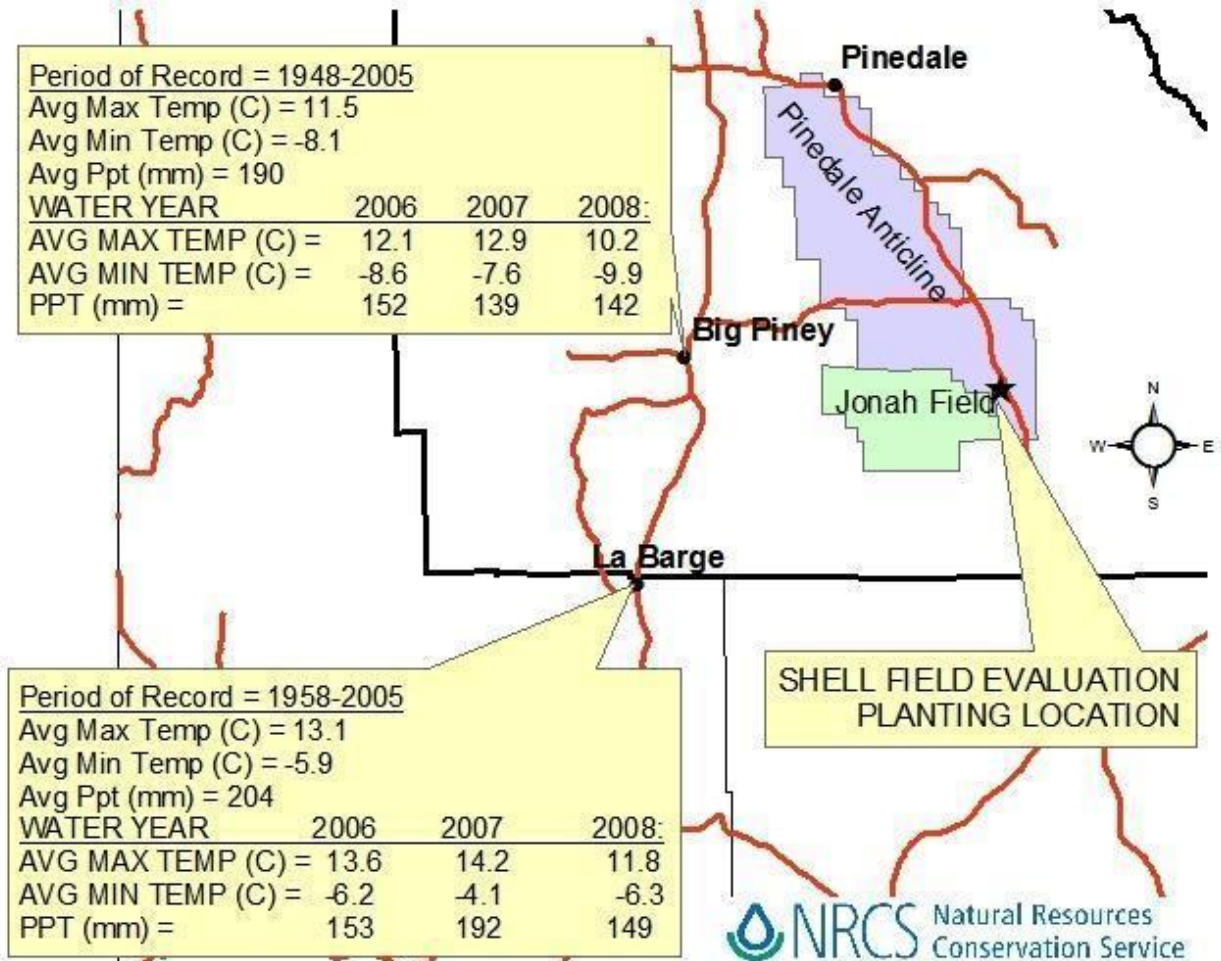 Period of Record = 1948-2005
Avg Max Temp (C) = 11.5
Avg Min Temp (C) = -8.1
Avg Ppt (mm) = 190
WATER YEAR 2006 2007 2008:
AVG MAX TEMP (C) = 12.1 12.9 10.2
AVG MIN TEMP (C) = -8.6 -7.6 -9.9
PPT (mm) = 152 139 142
Pinedale
Pinedale Anticline
Big Piney
Jonah Field
N
W E
S
La Barge
SHELL FIELD EVALUATION
PLANTING LOCATION
Period of Record = 1958-2005
Avg Max Temp (C) = 13.1
Avg Min Temp (C) = -5.9
Avg Ppt (mm) = 204
WATER YEAR 2006 2007 2008:
AVG MAX TEMP (C) = 13.6 14.2 11.8
AVG MIN TEMP (C) = -6.2 -4.1 -6.3
PPT (mm) = 153 192 149
NRCS Natural Resources
Conservation Service